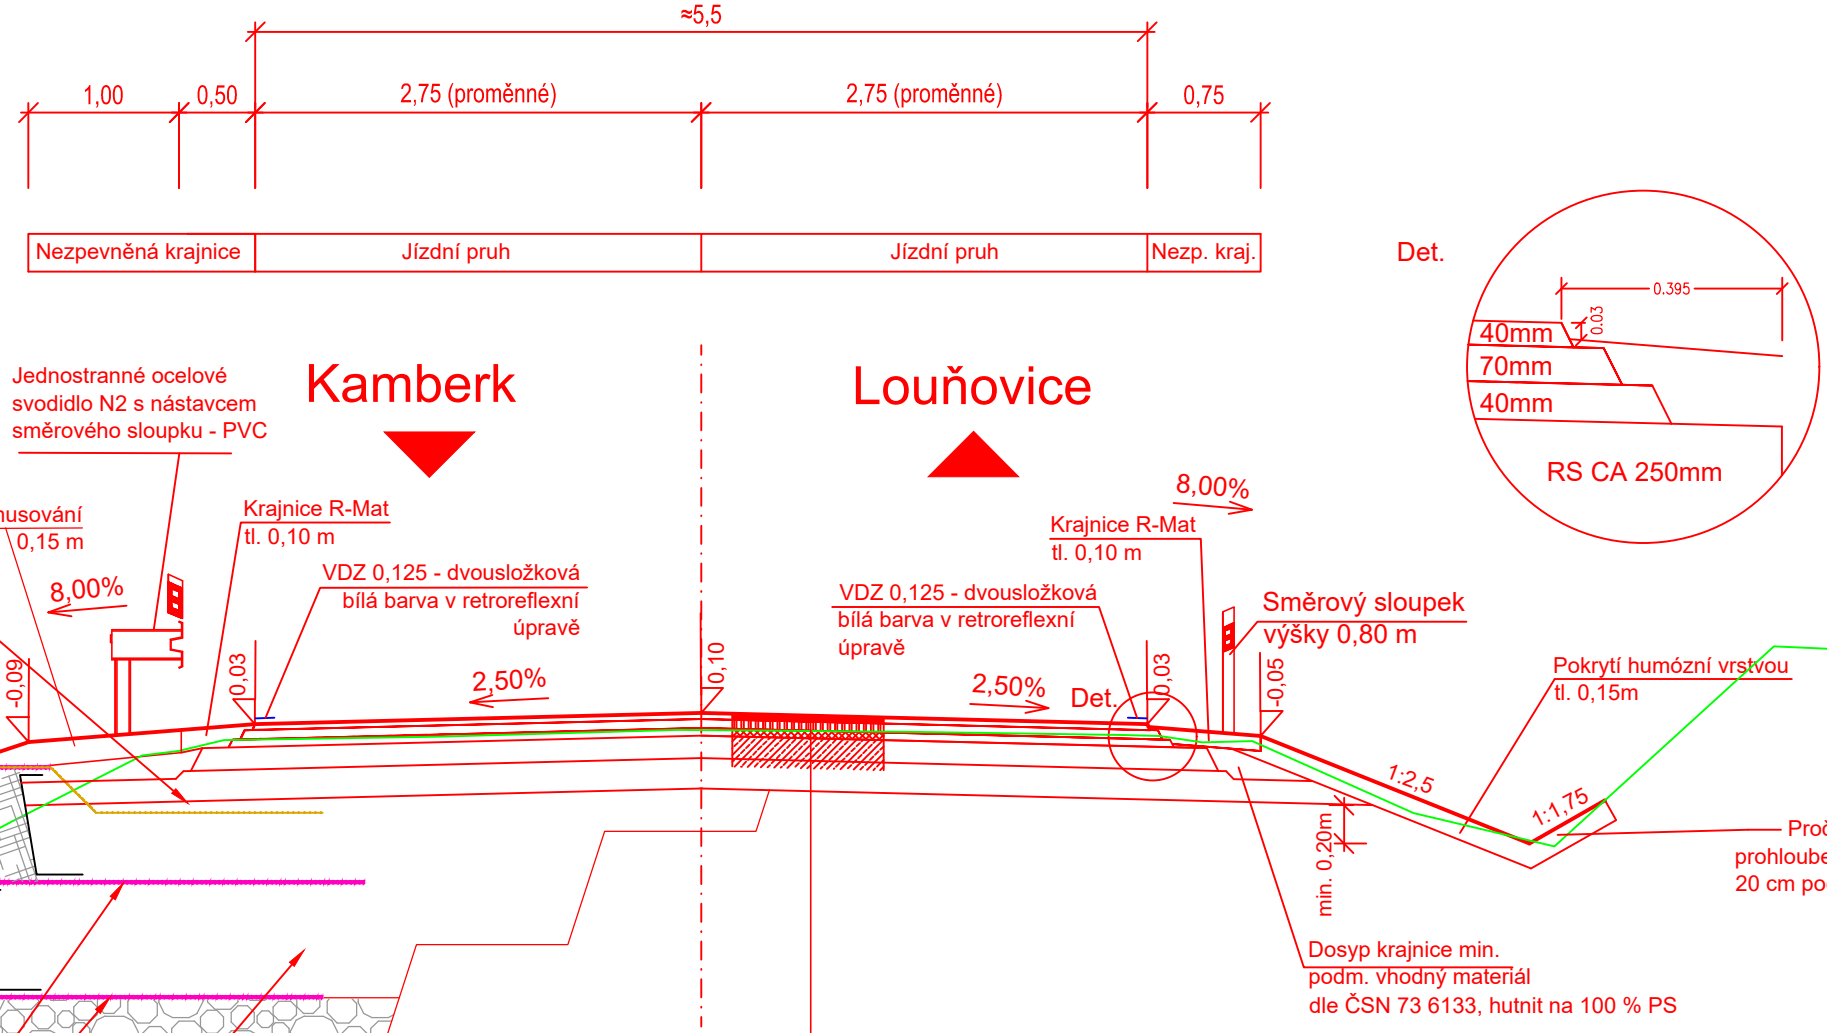 ≈5,5
1,00
0,50
2,75 (proměnné)
2,75 (proměnné)
0,75
Nezpevněná krajnice
Jízdní pruh
Jízdní pruh
Nezp. kraj.
Det.
0.395
0.03
40mm
70mm
40mm
RS CA 250mm
Jednostranné ocelové
svodidlo N2 s nástavcem
směrového sloupku - PVC
Kamberk
Louňovice
0,15 m
8,00%
Krajnice R-Mat
tl. 0,10 m
VDZ 0,125 - dvousložková
bílá barva v retroreflexní
úpravě
8,00%
Krajnice R-Mat
tl. 0,10 m
VDZ 0,125 - dvousložková
bílá barva v retroreflexní
úpravě
Směrový sloupek
výšky 0,80 m
-0,09
0,03
2,50%
0,10
2,50%
Det.
0,03
-0,05
Pokrytí humózní vrstvou
tl. 0,15m
1:2,5
1:1,75
min. 0,20m
prohloube
20 cm
Dosyp krajnice min.
podm. vhodný materiál
dle ČSN 73 6133, hutnit na 100 % PS